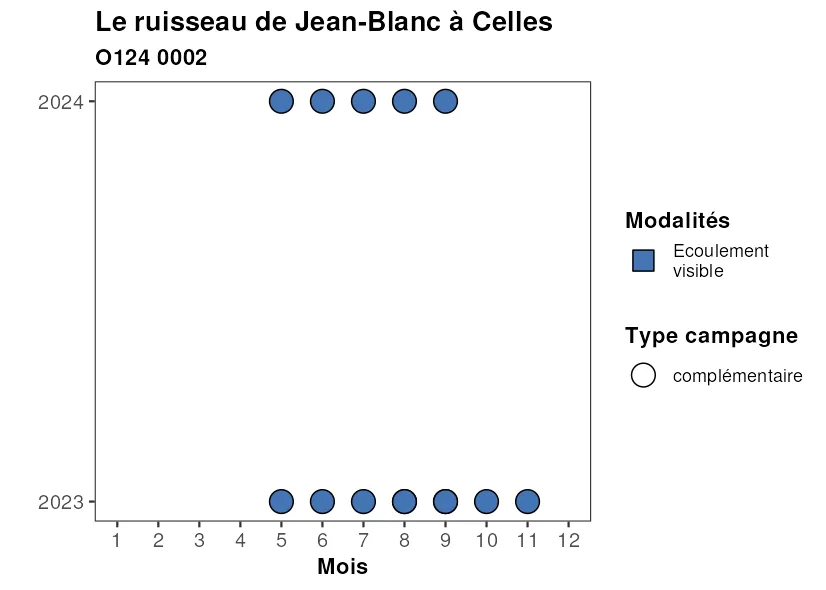 Le ruisseau de Jean-Blanc à Celles
O124 0002
2024
2023
1 2 3 4 5 6 7 8 9 10 11 12
Mois
Modalités
Ecoulement
visible
Type campagne
complémentaire